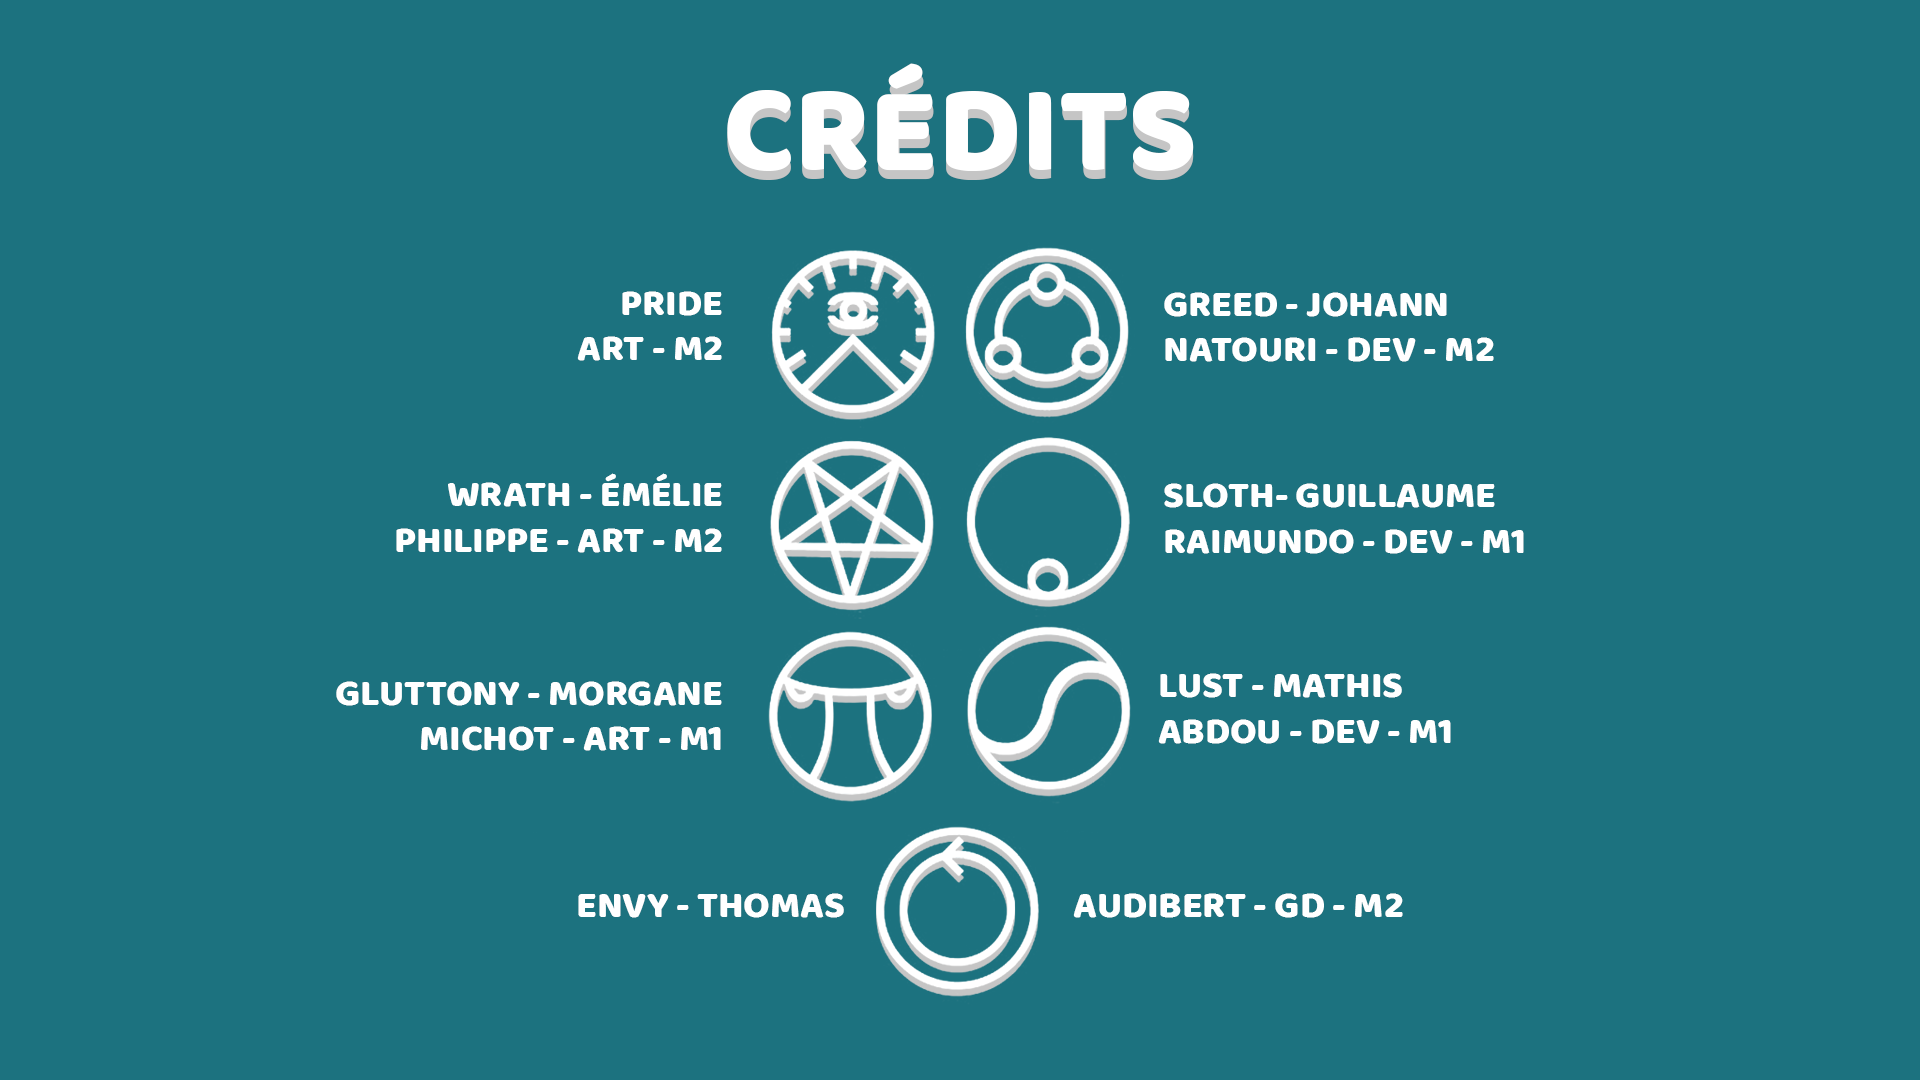 CRÉDITS
PRIDE
ART - M2
GREED - JOHANN
NATOURI - DEV - M2
WRATH - ÉMÉLIE
PHILIPPE - ART - M2
SLOTH- GUILLAUME
RAIMUNDO - DEV - M1
GLUTTONY - MORGANE
MICHOT - ART - M1
LUST - MATHIS
ABDOU - DEV - M1
ENVY - THOMAS AUDIBERT - GD - M2